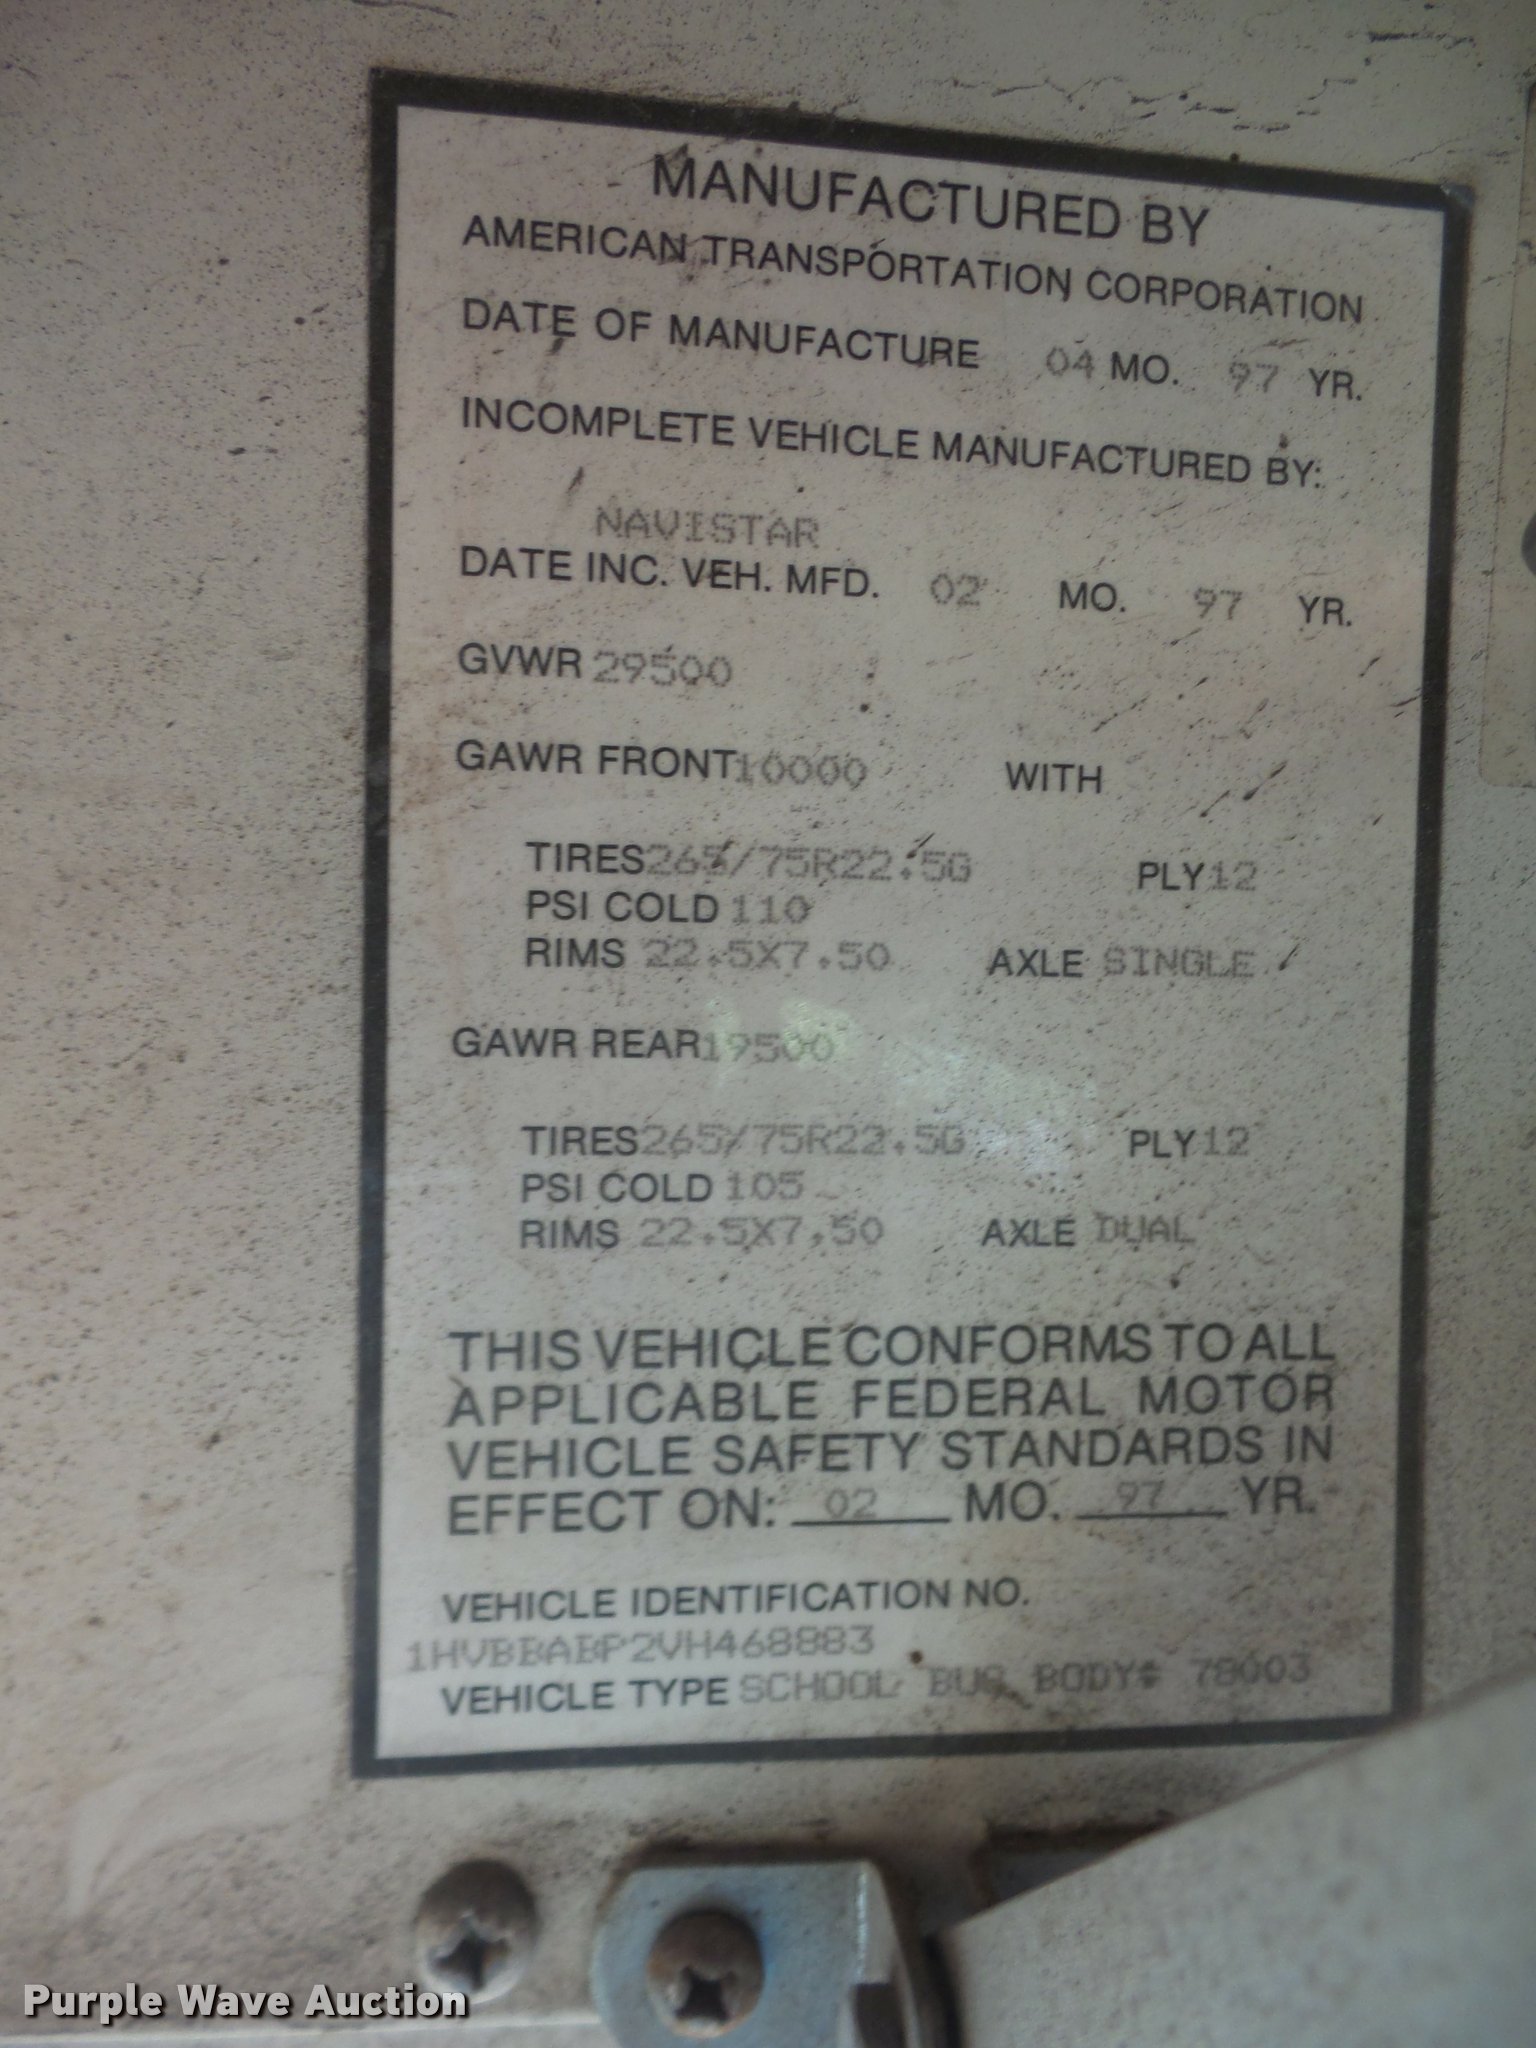 MANUFACTURED BY
AMERICAN TRANSPORTATION CORPORATION
DATE OF MANUFACTURE 04 MO. 97 YR.
INCOMPLETE VEHICLE MANUFACTURED BY:
NAVISTAR
DATE INC. VEH. MFD. 02 MO. 97 YR.
GVWR 29500
GAWR FRONT 10000 WITH
TIRES 265/75R22.5G PLY 12
PSI COLD 110
RIMS 22.5X7.50 AXLE SINGLE
GAWR REAR 19500
TIRES 265/75R22.5G PLY 12
PSI COLD 105
RIMS 22.5X7.50 AXLE DUAL
THIS VEHICLE CONFORMS TO ALL
APPLICABLE FEDERAL MOTOR
VEHICLE SAFETY STANDARDS IN
EFFECT ON: 02 MO. 97 YR.
VEHICLE IDENTIFICATION NO.
1HVBBABP2VH468883
VEHICLE TYPE SCHOOL BUS BODY# 78003
Purple Wave Auction